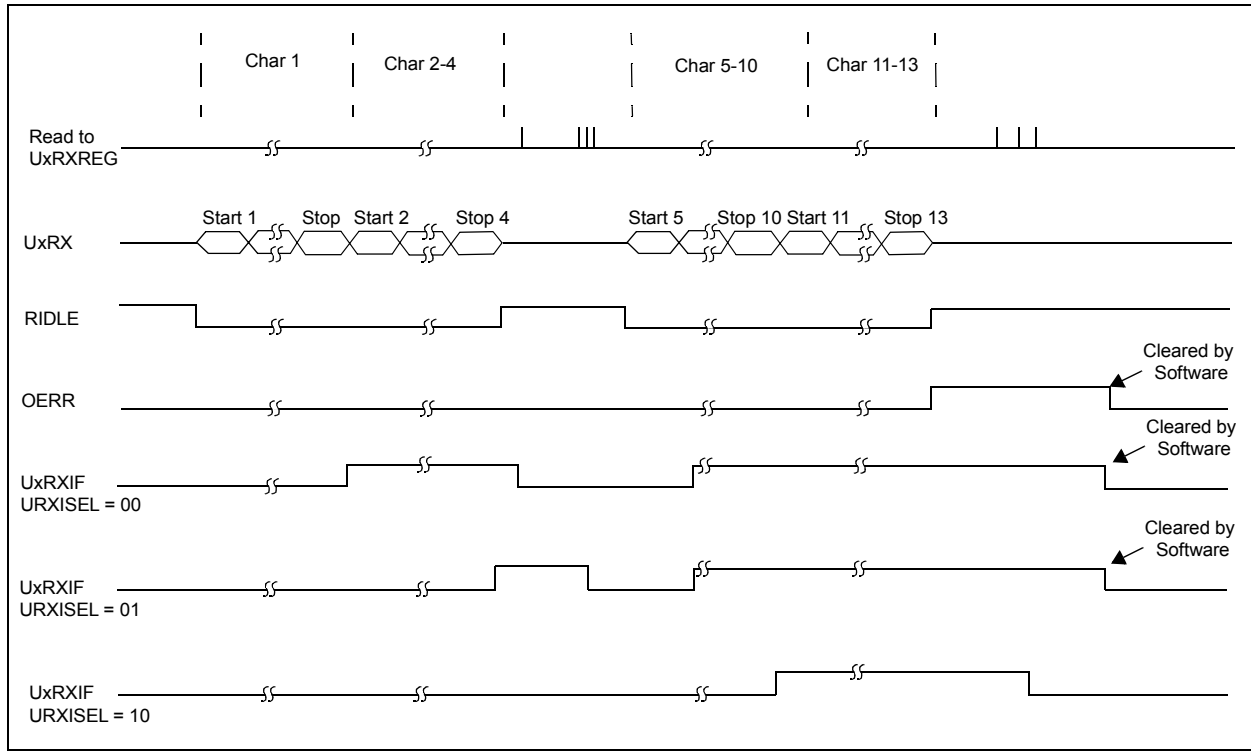 Char 1
Char 2-4
Char 5-10
Char 11-13
Read to
UxRXREG
Start 1
Stop
Start 2
Stop 4
Start 5
Stop 10
Start 11
Stop 13
UxRX
RIDLE
Cleared by
Software
OERR
Cleared by
Software
UxRXIF
URXISEL = 00
Cleared by
Software
UxRXIF
URXISEL = 01
UxRXIF
URXISEL = 10